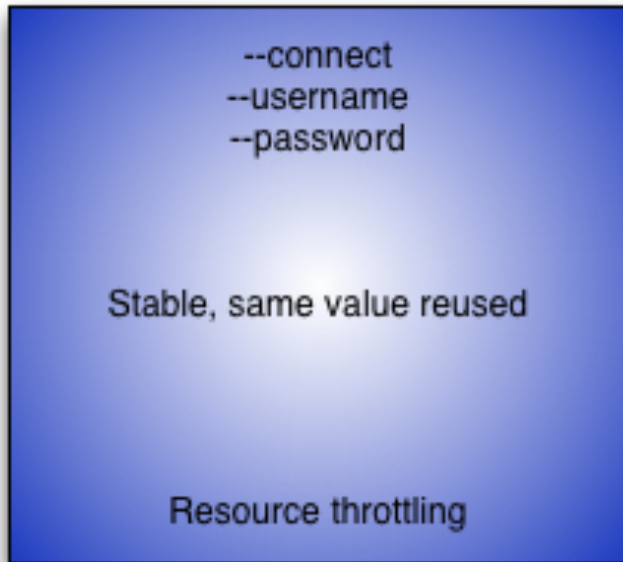 --connect
--username
--password
Stable, same value reused
Resource throttling